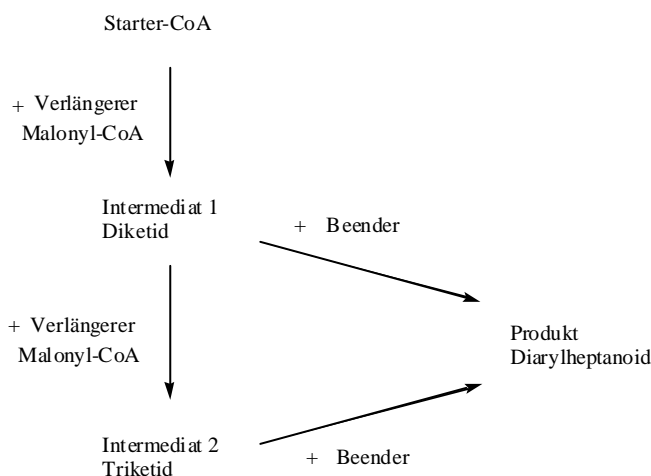 Starter-CoA
+ Verlängerer
Malonyl-CoA
Intermediat 1
Diketid
+ Beender
+ Verlängerer
Malonyl-CoA
Produkt
Diarylheptanoid
Intermediat 2
Triketid
+ Beender